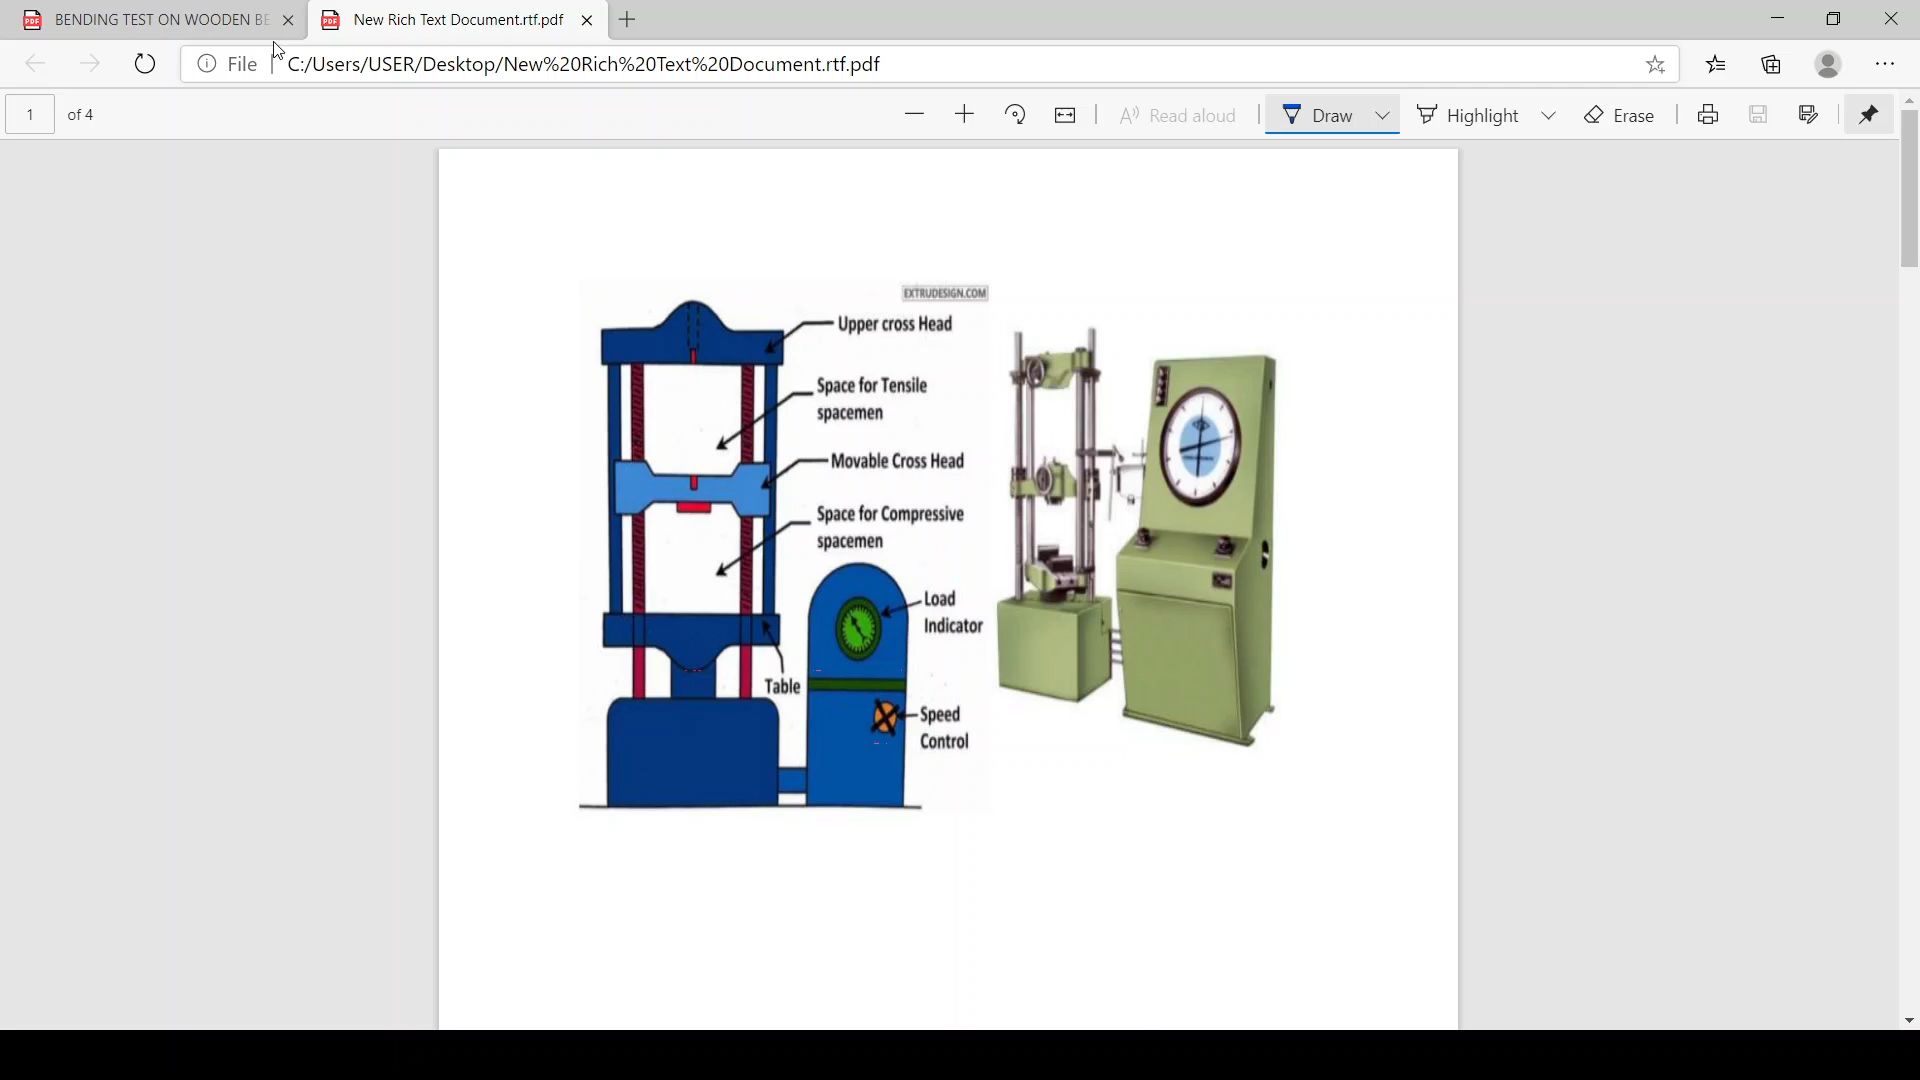 BENDING TEST ON WOODEN BE
New Rich Text Document.rtf.pdf
File
C:/Users/USER/Desktop/New%20Rich%20Text%20Document.rtf.pdf
1 of 4
Read aloud
Draw
Highlight
Erase
EXTRUDESIGN.COM
Upper cross Head
Space for Tensile
spacemen
Movable Cross Head
Space for Compressive
spacemen
Load
Indicator
Table
Speed
Control